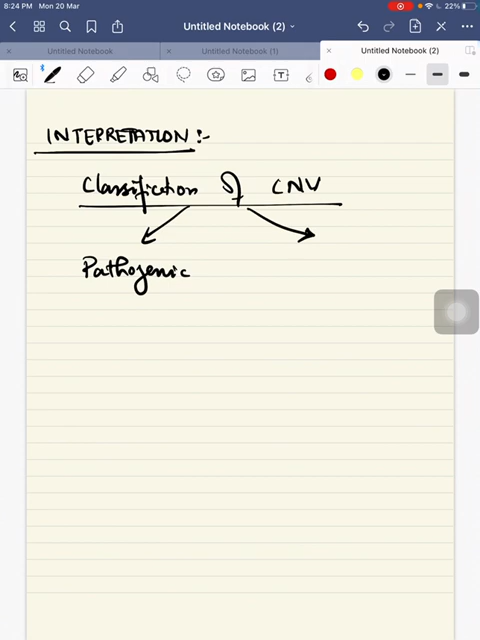 8:24 PM Mon 20 Mar 22%
Untitled Notebook (2)
Untitled Notebook Untitled Notebook (1) Untitled Notebook (2)
INTEPRETATION :-
Classification of CNV
Pathogenic